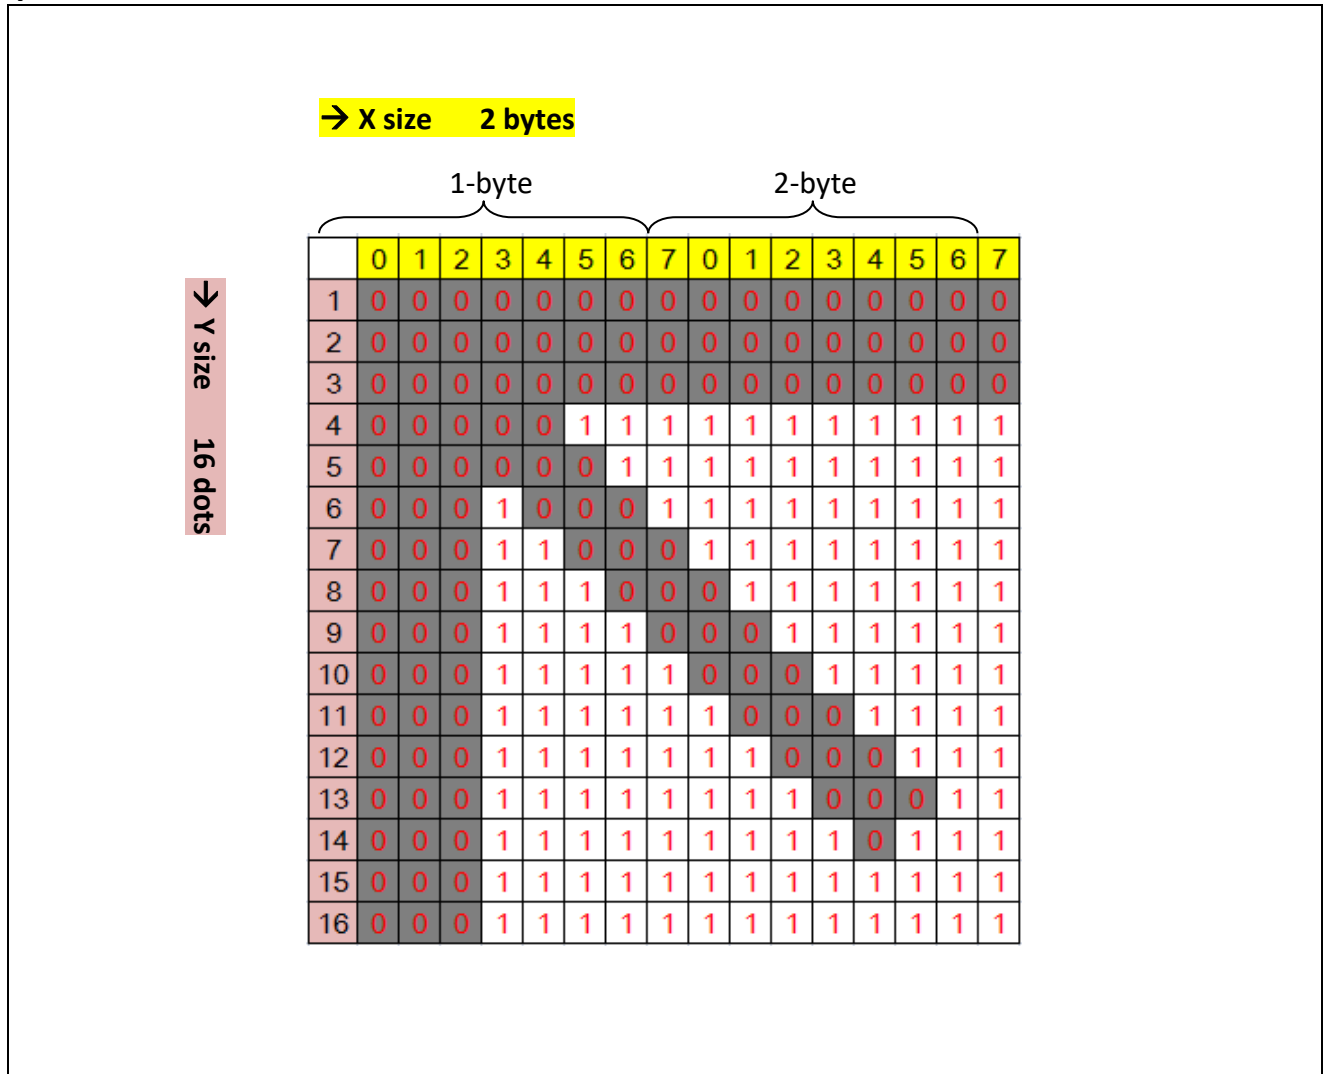 → X size 2 bytes
1-byte 2-byte
0 1 2 3 4 5 6 7 0 1 2 3 4 5 6 7
→ Y size 16 dots
1 0 0 0 0 0 0 0 0 0 0 0 0 0 0 0 0
2 0 0 0 0 0 0 0 0 0 0 0 0 0 0 0 0
3 0 0 0 0 0 0 0 0 0 0 0 0 0 0 0 0
4 0 0 0 0 0 1 1 1 1 1 1 1 1 1 1 1
5 0 0 0 0 0 0 1 1 1 1 1 1 1 1 1 1
6 0 0 0 1 0 0 0 1 1 1 1 1 1 1 1 1
7 0 0 0 1 1 0 0 0 1 1 1 1 1 1 1 1
8 0 0 0 1 1 1 0 0 0 1 1 1 1 1 1 1
9 0 0 0 1 1 1 1 0 0 0 1 1 1 1 1 1
10 0 0 0 1 1 1 1 1 0 0 0 1 1 1 1 1
11 0 0 0 1 1 1 1 1 1 0 0 0 1 1 1 1
12 0 0 0 1 1 1 1 1 1 1 0 0 0 1 1 1
13 0 0 0 1 1 1 1 1 1 1 1 0 0 0 1 1
14 0 0 0 1 1 1 1 1 1 1 1 1 0 1 1 1
15 0 0 0 1 1 1 1 1 1 1 1 1 1 1 1 1
16 0 0 0 1 1 1 1 1 1 1 1 1 1 1 1 1